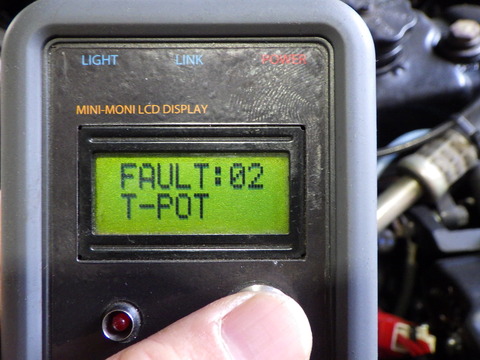 LIGHT LINK POWER
MINI-MONI LCD DISPLAY
FAULT:02
T-POT